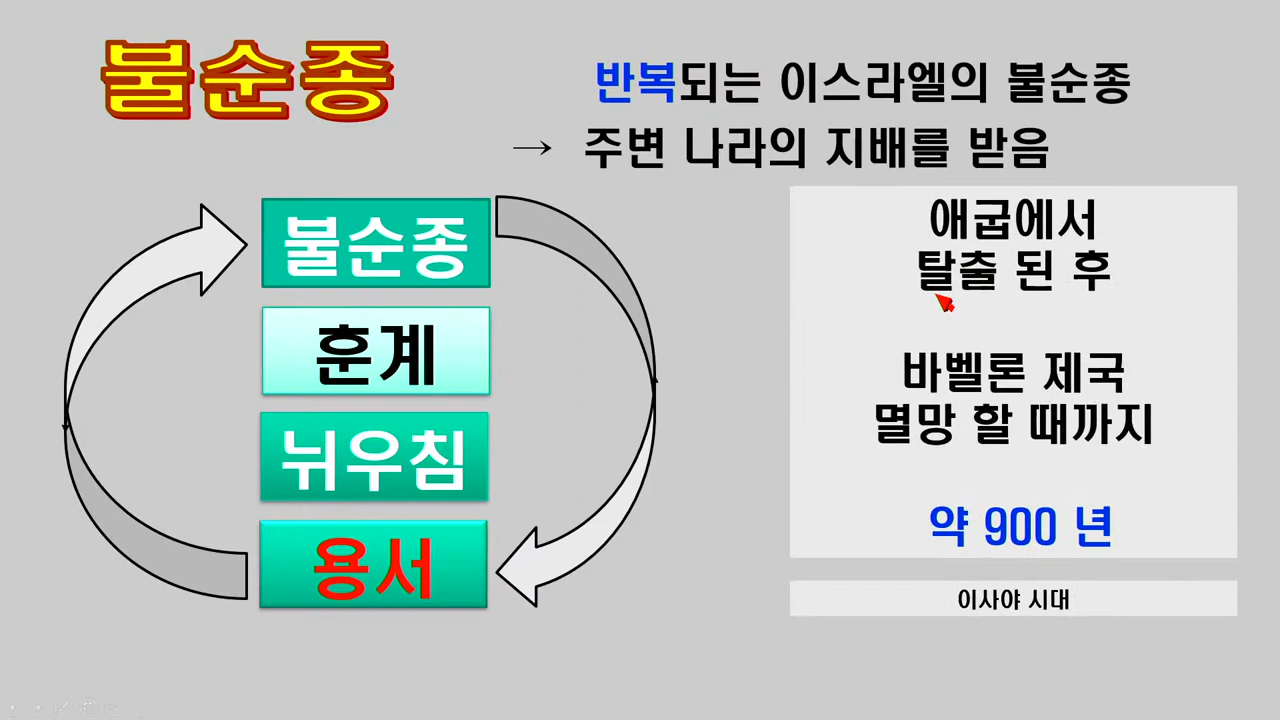 불순종
반복되는 이스라엘의 불순종
→ 주변 나라의 지배를 받음
불순종
훈계
뉘우침
용서
애굽에서
탈출 된 후
바벨론 제국
멸망 할 때까지
약 900 년
이사야 시대